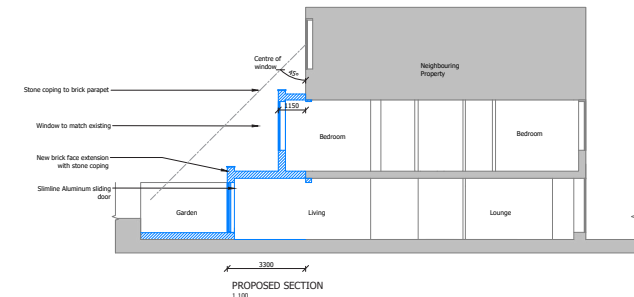 Centre of
window
45°
Neighbouring
Property
Stone coping to brick parapet
1150
Window to match existing
Bedroom
Bedroom
New brick face extension
with stone coping
Slimline Aluminum sliding
door
Garden
Living
Lounge
3300
PROPOSED SECTION
1:100